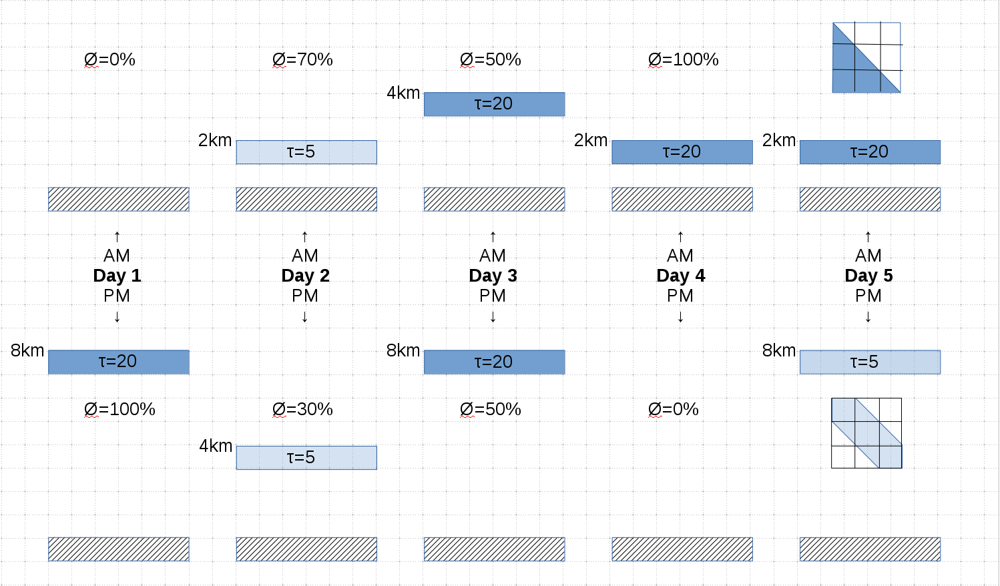 Ø=0%
Ø=70%
Ø=50%
Ø=100%
4km
τ=20
2km
τ=5
2km
τ=20
2km
τ=20
↑
AM
Day 1
PM
↓
↑
AM
Day 2
PM
↓
↑
AM
Day 3
PM
↓
↑
AM
Day 4
PM
↓
↑
AM
Day 5
PM
↓
8km
τ=20
8km
τ=20
8km
τ=5
Ø=100%
Ø=30%
Ø=50%
Ø=0%
4km
τ=5